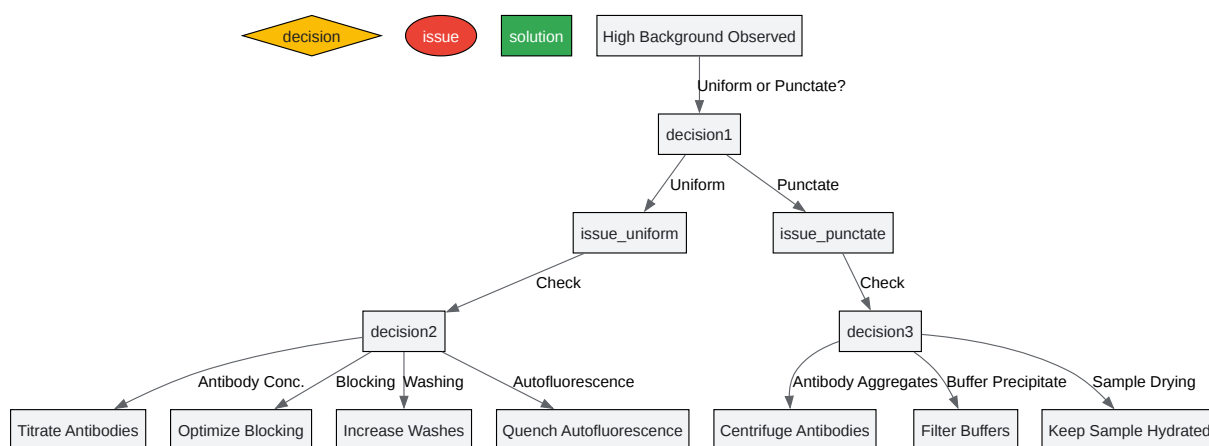 decision
issue
solution
High Background Observed
Uniform or Punctate?
decision1
Uniform
Punctate
issue_uniform
issue_punctate
Check
Check
decision2
decision3
Antibody Conc.
Blocking
Washing
Autofluorescence
Antibody Aggregates
Buffer Precipitate
Sample Drying
Titrate Antibodies
Optimize Blocking
Increase Washes
Quench Autofluorescence
Centrifuge Antibodies
Filter Buffers
Keep Sample Hydrated